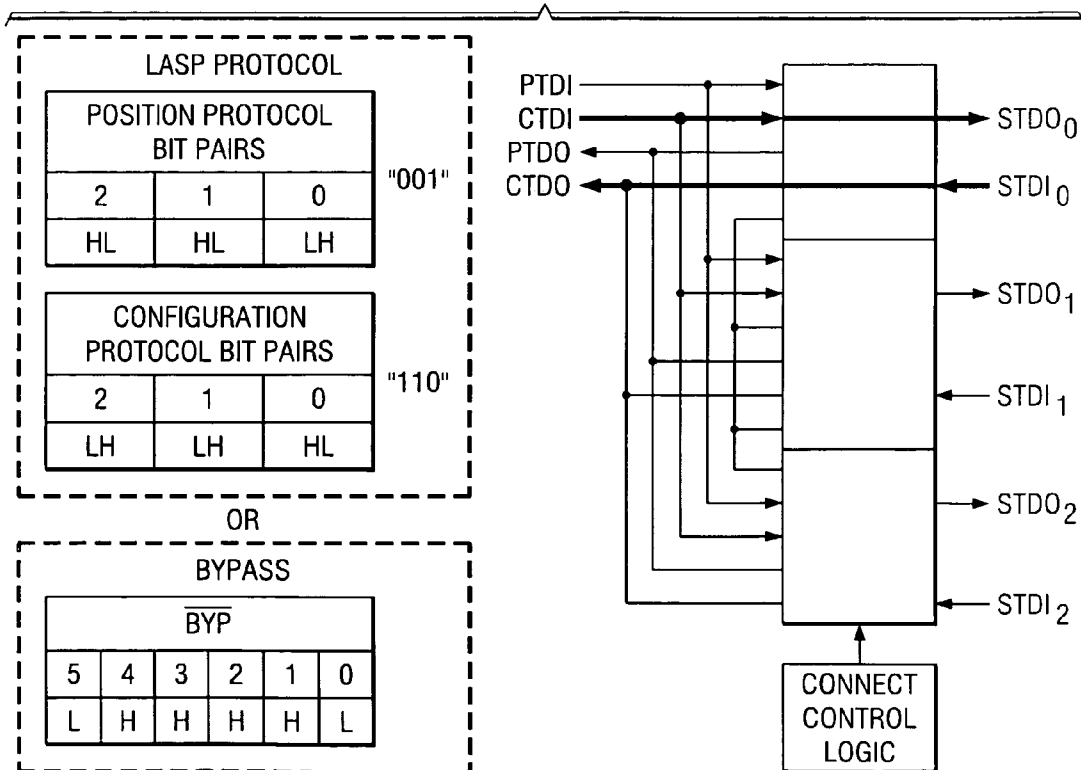 LASP PROTOCOL
POSITION PROTOCOL
BIT PAIRS
2 1 0
HL HL LH
"001"
CONFIGURATION
PROTOCOL BIT PAIRS
2 1 0
LH LH HL
"110"
OR
BYPASS
BYP
5 4 3 2 1 0
L H H H H L
PTDI
CTDI
PTDO
CTDO
STDO0
STDI0
STDO1
STDI1
STDO2
STDI2
CONNECT
CONTROL
LOGIC